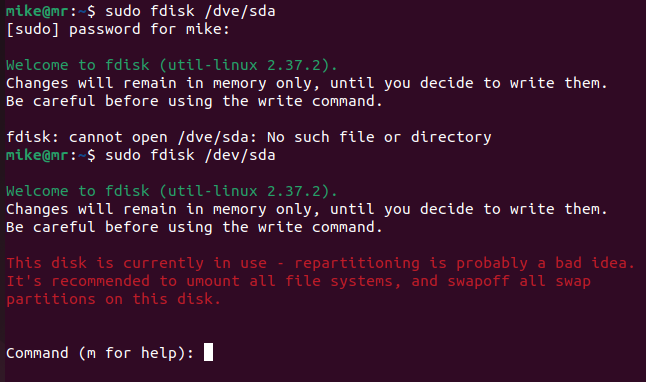 mike@mr:~$ sudo fdisk /dve/sda
[sudo] password for mike:
Welcome to fdisk (util-linux 2.37.2).
Changes will remain in memory only, until you decide to write them.
Be careful before using the write command.
fdisk: cannot open /dve/sda: No such file or directory
mike@mr:~$ sudo fdisk /dev/sda
Welcome to fdisk (util-linux 2.37.2).
Changes will remain in memory only, until you decide to write them.
Be careful before using the write command.
This disk is currently in use - repartitioning is probably a bad idea.
It's recommended to umount all file systems, and swapoff all swap
partitions on this disk.
Command (m for help):